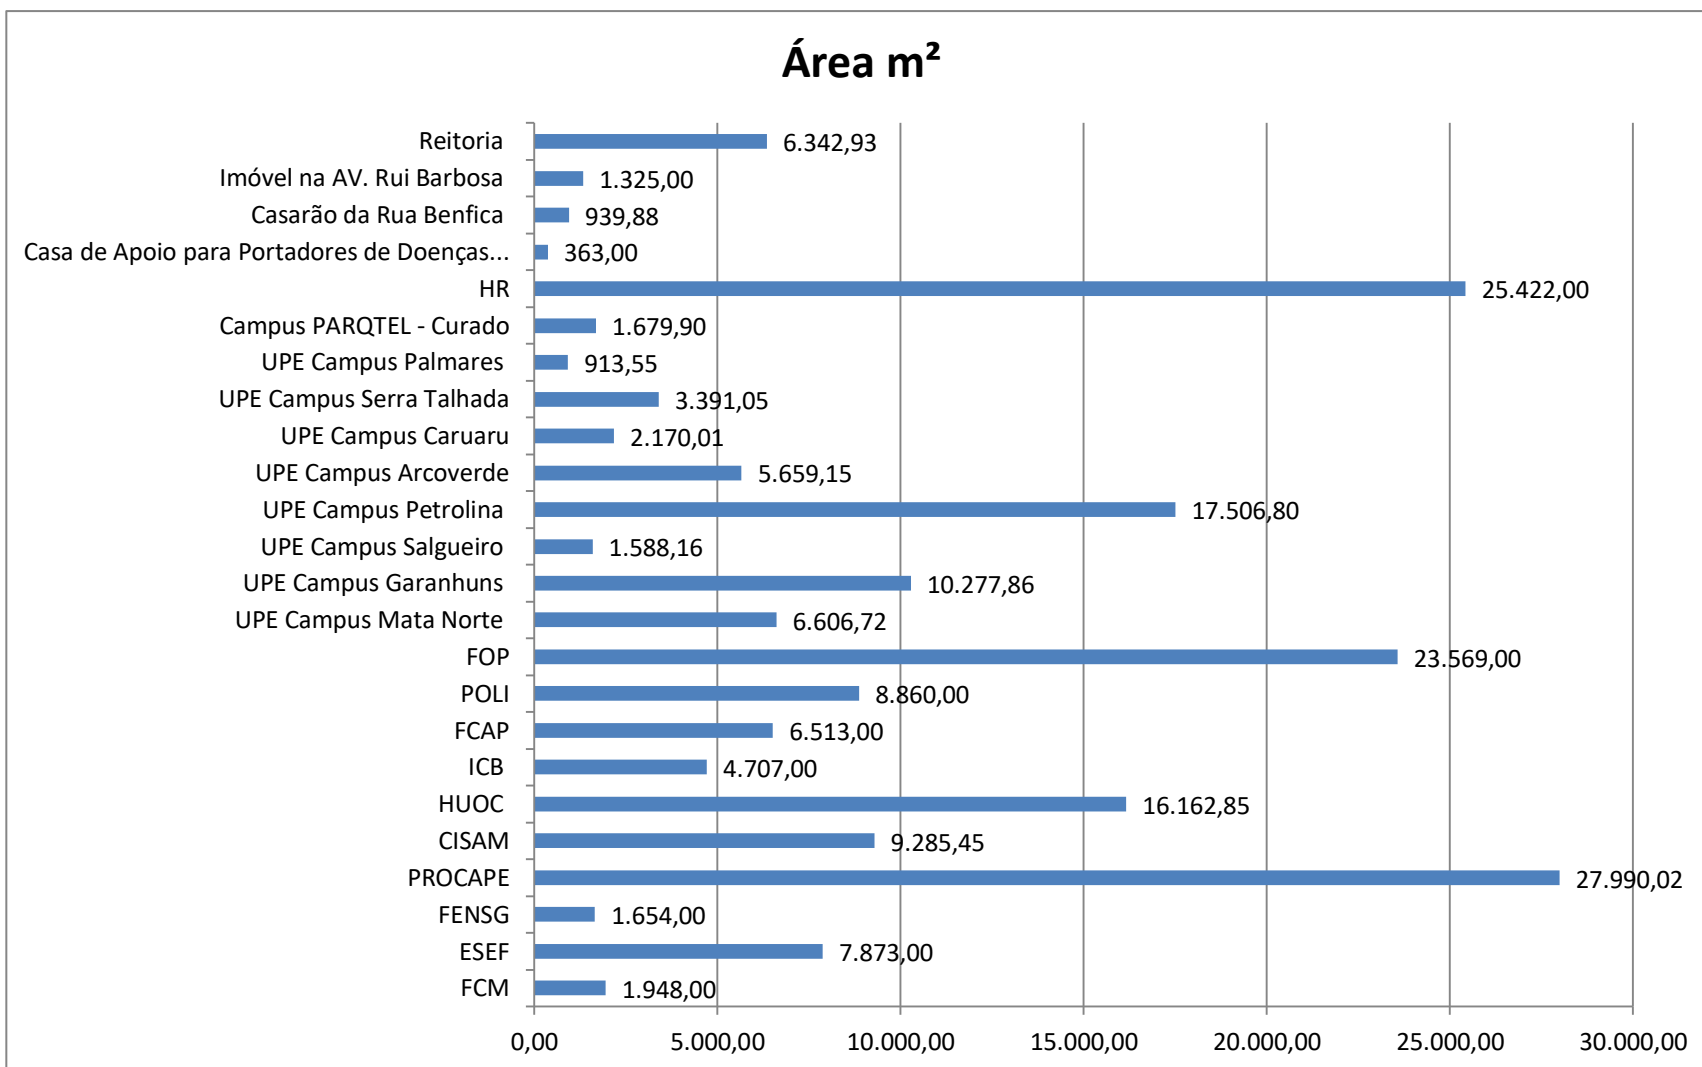 Área m²
Reitoria 6.342,93
Imóvel na AV. Rui Barbosa 1.325,00
Casarão da Rua Benfica 939,88
Casa de Apoio para Portadores de Doenças... 363,00
HR 25.422,00
Campus PARQTEL - Curado 1.679,90
UPE Campus Palmares 913,55
UPE Campus Serra Talhada 3.391,05
UPE Campus Caruaru 2.170,01
UPE Campus Arcoverde 5.659,15
UPE Campus Petrolina 17.506,80
UPE Campus Salgueiro 1.588,16
UPE Campus Garanhuns 10.277,86
UPE Campus Mata Norte 6.606,72
FOP 23.569,00
POLI 8.860,00
FCAP 6.513,00
ICB 4.707,00
HUOC 16.162,85
CISAM 9.285,45
PROCAPE 27.990,02
FENSG 1.654,00
ESEF 7.873,00
FCM 1.948,00
0,00 5.000,00 10.000,00 15.000,00 20.000,00 25.000,00 30.000,00